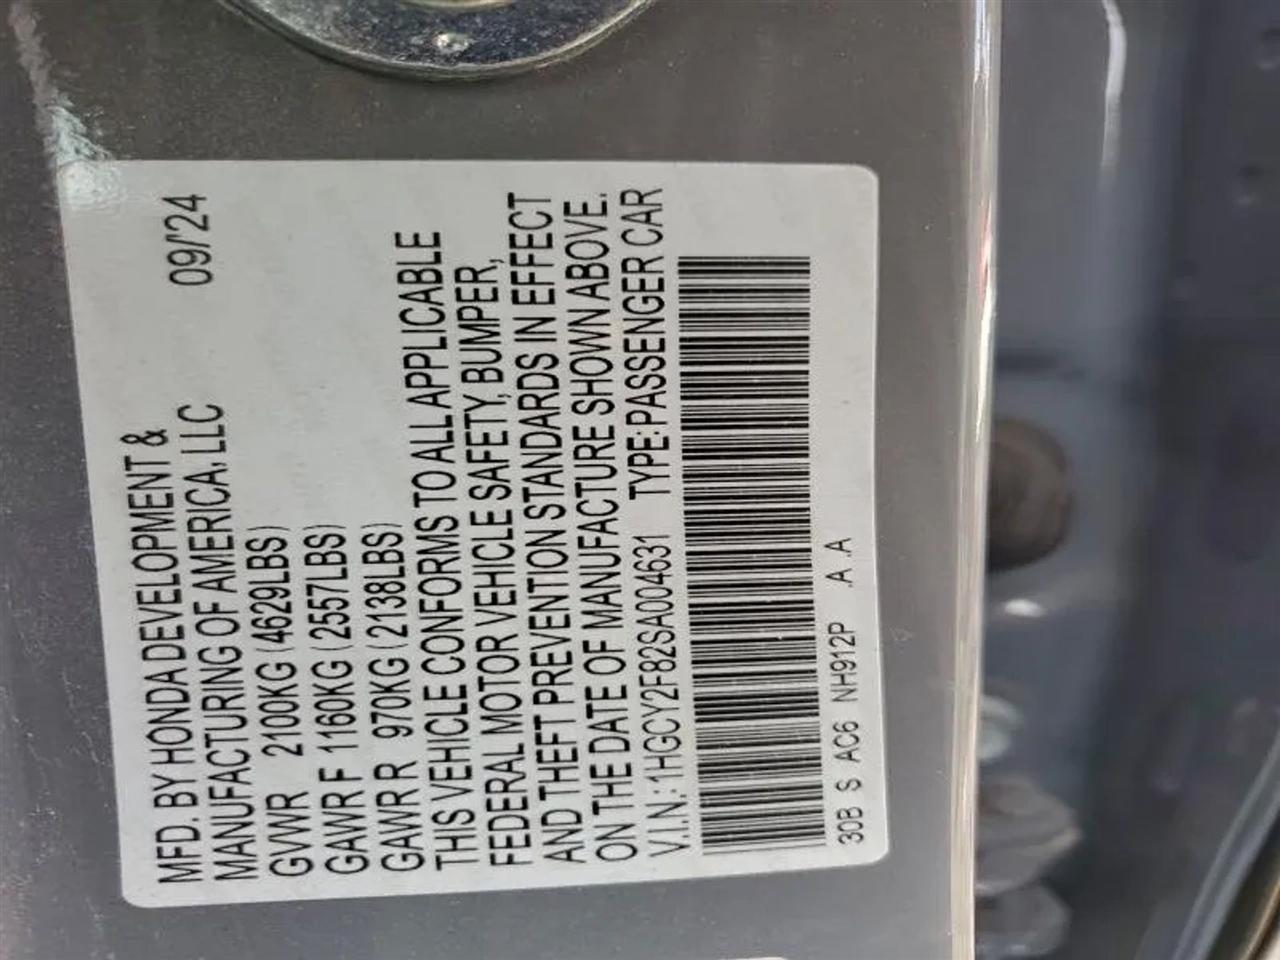 MFD. BY HONDA DEVELOPMENT &
MANUFACTURING OF AMERICA, LLC 09/'24
GVWR 2100KG (4629LBS)
GAWR F 1160KG (2557LBS)
GAWR R 970KG (2138LBS)
THIS VEHICLE CONFORMS TO ALL APPLICABLE
FEDERAL MOTOR VEHICLE SAFETY, BUMPER,
AND THEFT PREVENTION STANDARDS IN EFFECT
ON THE DATE OF MANUFACTURE SHOWN ABOVE.
V.I.N.: 1HGCY2F82SA004631 TYPE: PASSENGER CAR
30B S AC6 NH912P .A .A